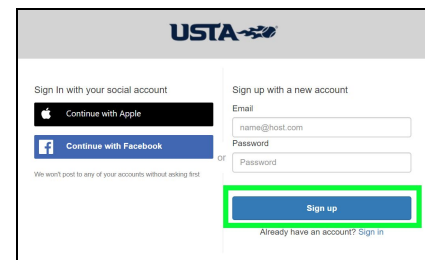 USTA
Sign In with your social account
Continue with Apple
Continue with Facebook
We won't post to any of your accounts without asking first
or
Sign up with a new account
Email
name@host.com
Password
Password
Sign up
Already have an account? Sign in